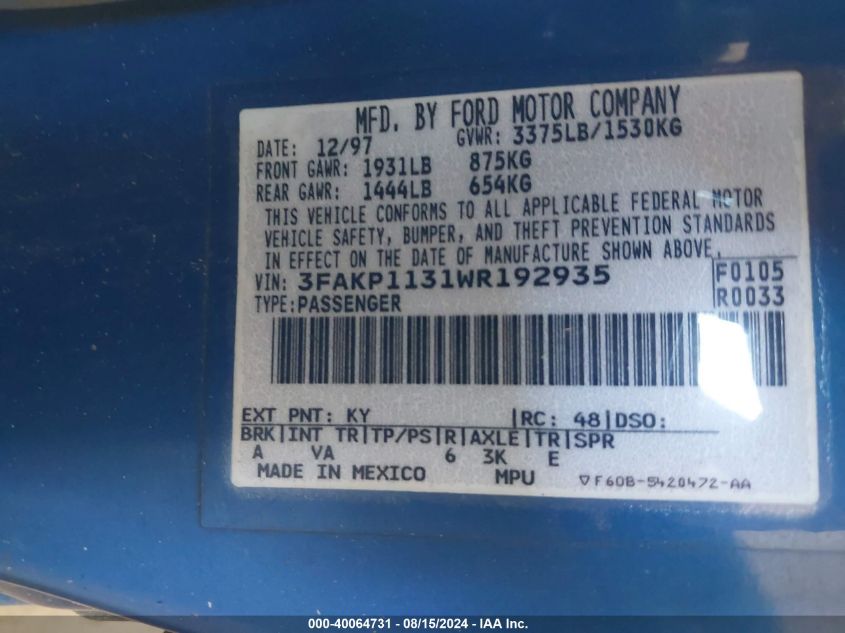 MFD. BY FORD MOTOR COMPANY
DATE: 12/97 GVWR: 3375LB/1530KG
FRONT GAWR: 1931LB 875KG
REAR GAWR: 1444LB 654KG
THIS VEHICLE CONFORMS TO ALL APPLICABLE FEDERAL MOTOR
VEHICLE SAFETY, BUMPER, AND THEFT PREVENTION STANDARDS
IN EFFECT ON THE DATE OF MANUFACTURE SHOWN ABOVE.
VIN: 3FAKP1131WR192935 F0105
TYPE: PASSENGER R0033
EXT PNT: KY |RC: 48|DSO:
BRK|INT TR|TP/PS|R|AXLE|TR|SPR
A VA 6 3K E
MADE IN MEXICO MPU ▽F60B-5420472-AA
000-40064731 - 08/15/2024 - IAA Inc.